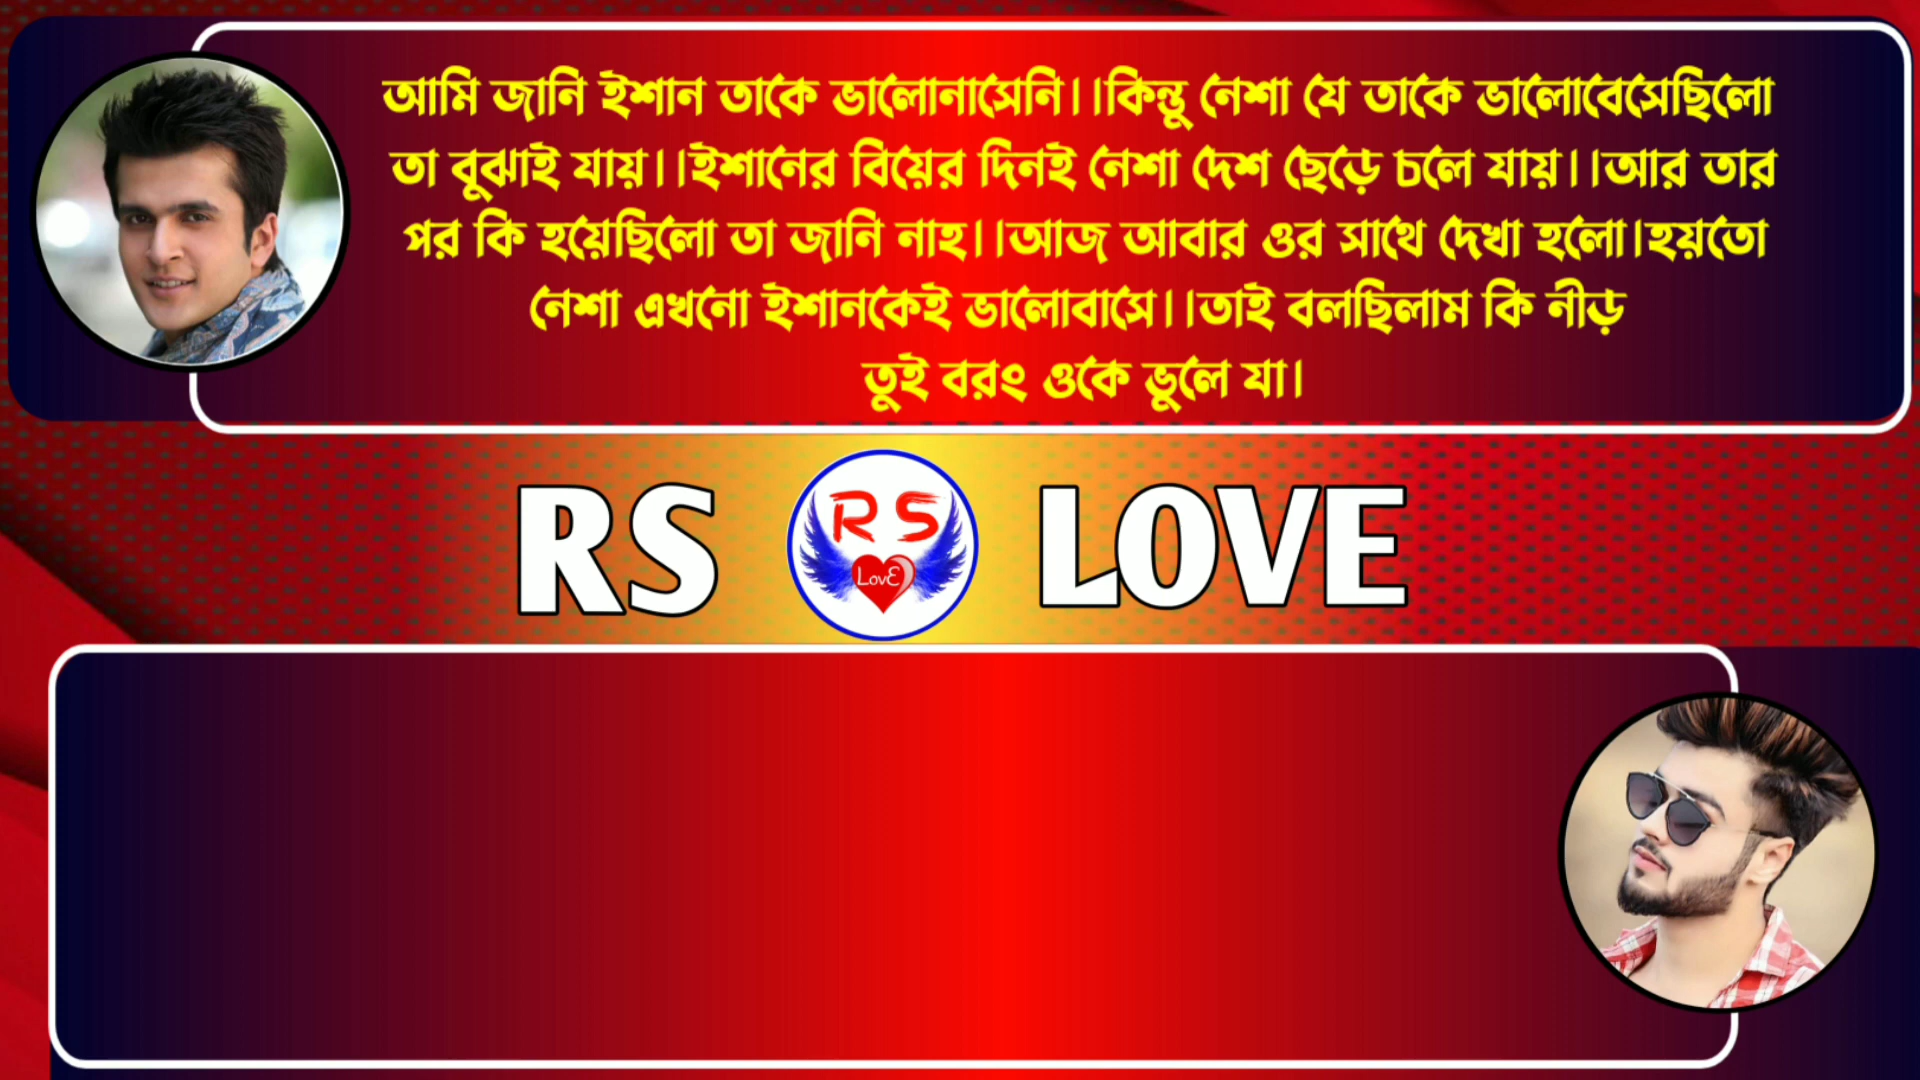 আমি জানি ইশান তাকে ভালোনাসেনি।।কিন্তু নেশা যে তাকে ভালোবেসেছিলো
তা বুঝাই যায়।।ইশানের বিয়ের দিনই নেশা দেশ ছেড়ে চলে যায়।।আর তার
পর কি হয়েছিলো তা জানি নাহ।।আজ আবার ওর সাথে দেখা হলো।হয়তো
নেশা এখনো ইশানকেই ভালোবাসে।।তাই বলছিলাম কি নীড়
তুই বরং ওকে ভুলে যা।
RS LOVE
RS
LovE